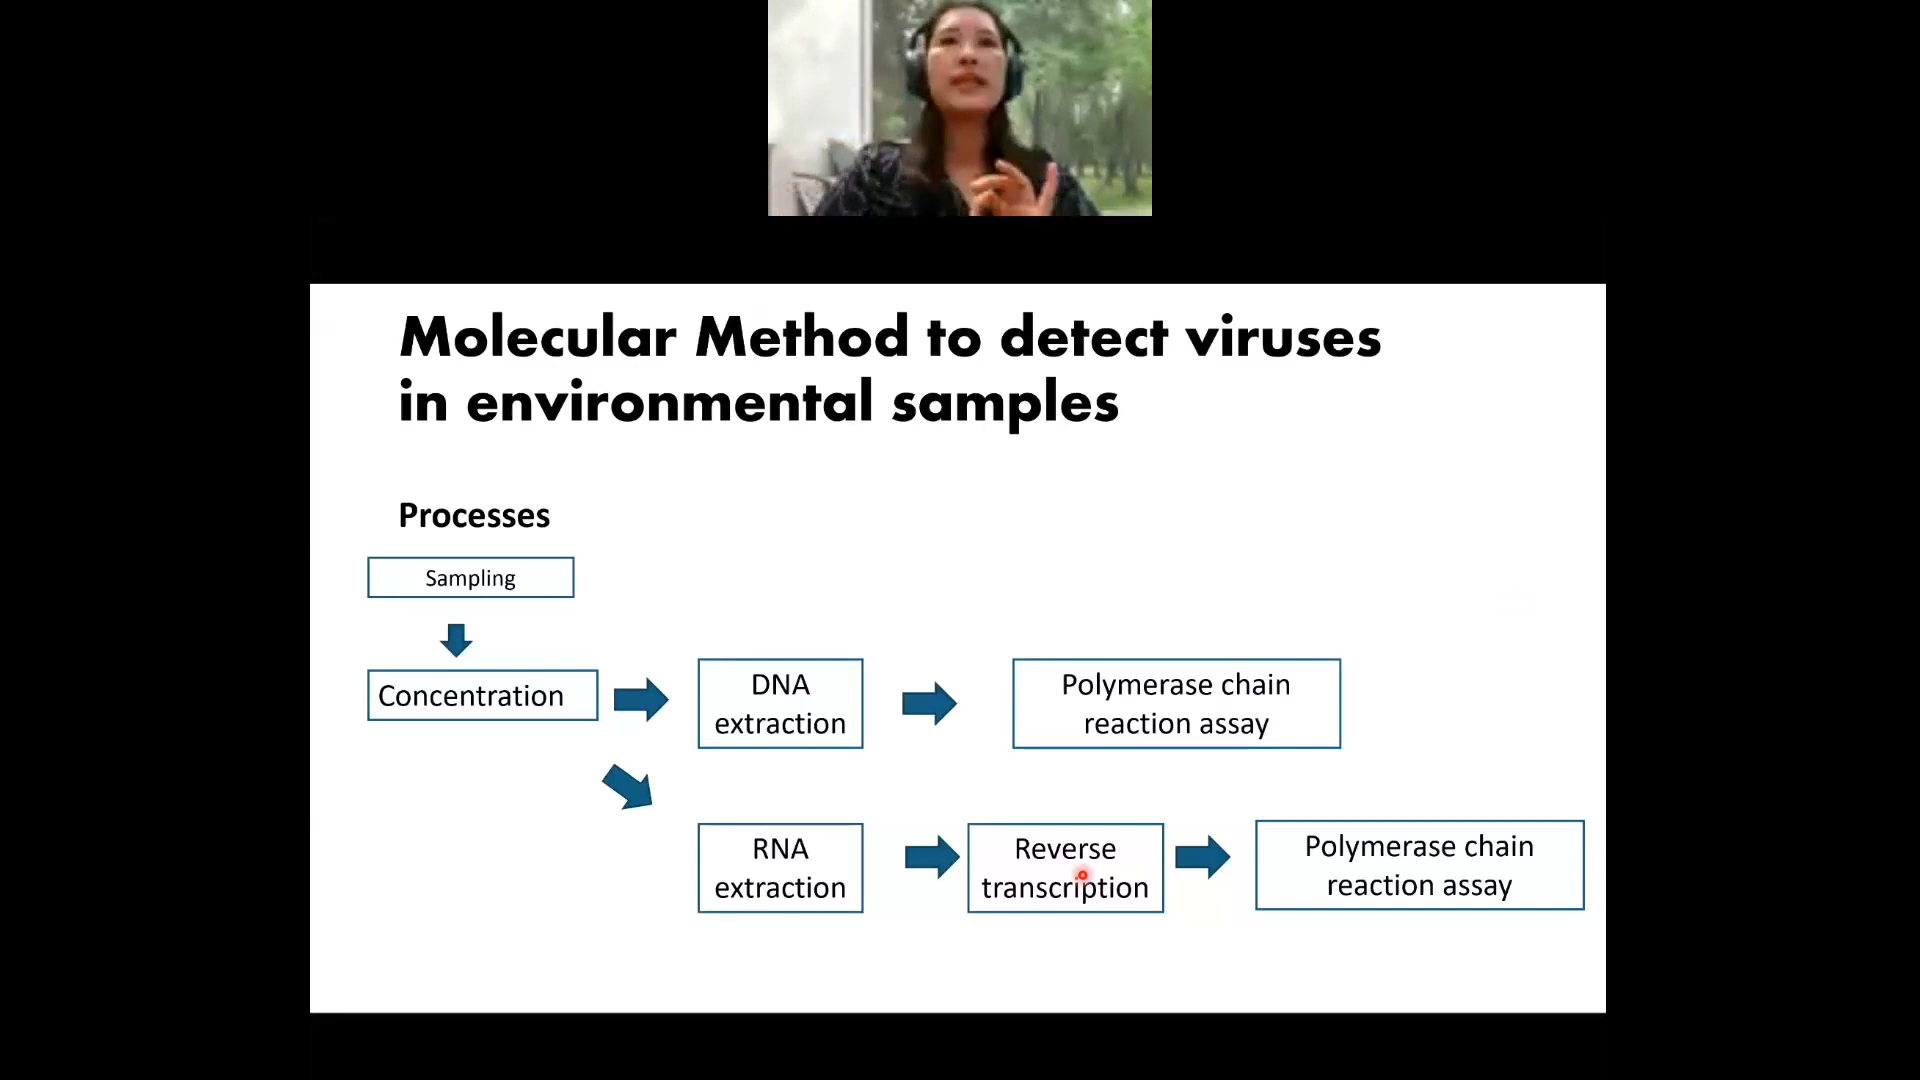 Molecular Method to detect viruses
in environmental samples
Processes
Sampling
Concentration
DNA
extraction
Polymerase chain
reaction assay
RNA
extraction
Reverse
transcription
Polymerase chain
reaction assay